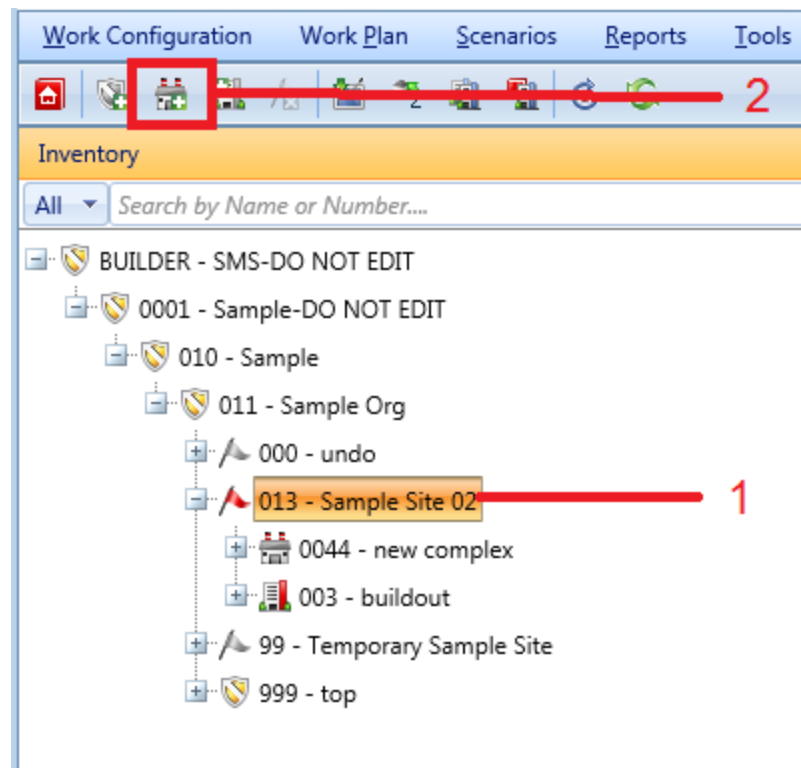 Work Configuration Work Plan Scenarios Reports Tools
2
Inventory
All Search by Name or Number....
BUILDER - SMS-DO NOT EDIT
0001 - Sample-DO NOT EDIT
010 - Sample
011 - Sample Org
000 - undo
013 - Sample Site 02 1
0044 - new complex
003 - buildout
99 - Temporary Sample Site
999 - top